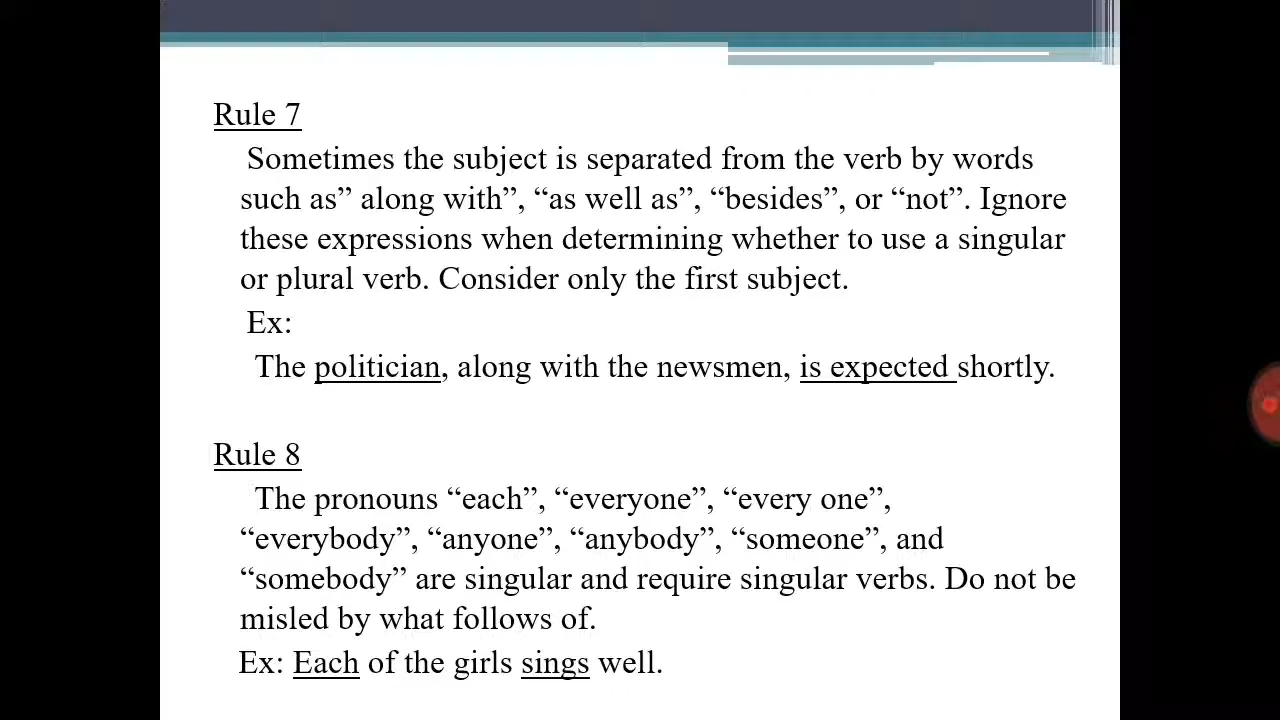 Rule 7
Sometimes the subject is separated from the verb by words
such as” along with”, “as well as”, “besides”, or “not”. Ignore
these expressions when determining whether to use a singular
or plural verb. Consider only the first subject.
Ex:
The politician, along with the newsmen, is expected shortly.
Rule 8
The pronouns “each”, “everyone”, “every one”,
“everybody”, “anyone”, “anybody”, “someone”, and
“somebody” are singular and require singular verbs. Do not be
misled by what follows of.
Ex: Each of the girls sings well.